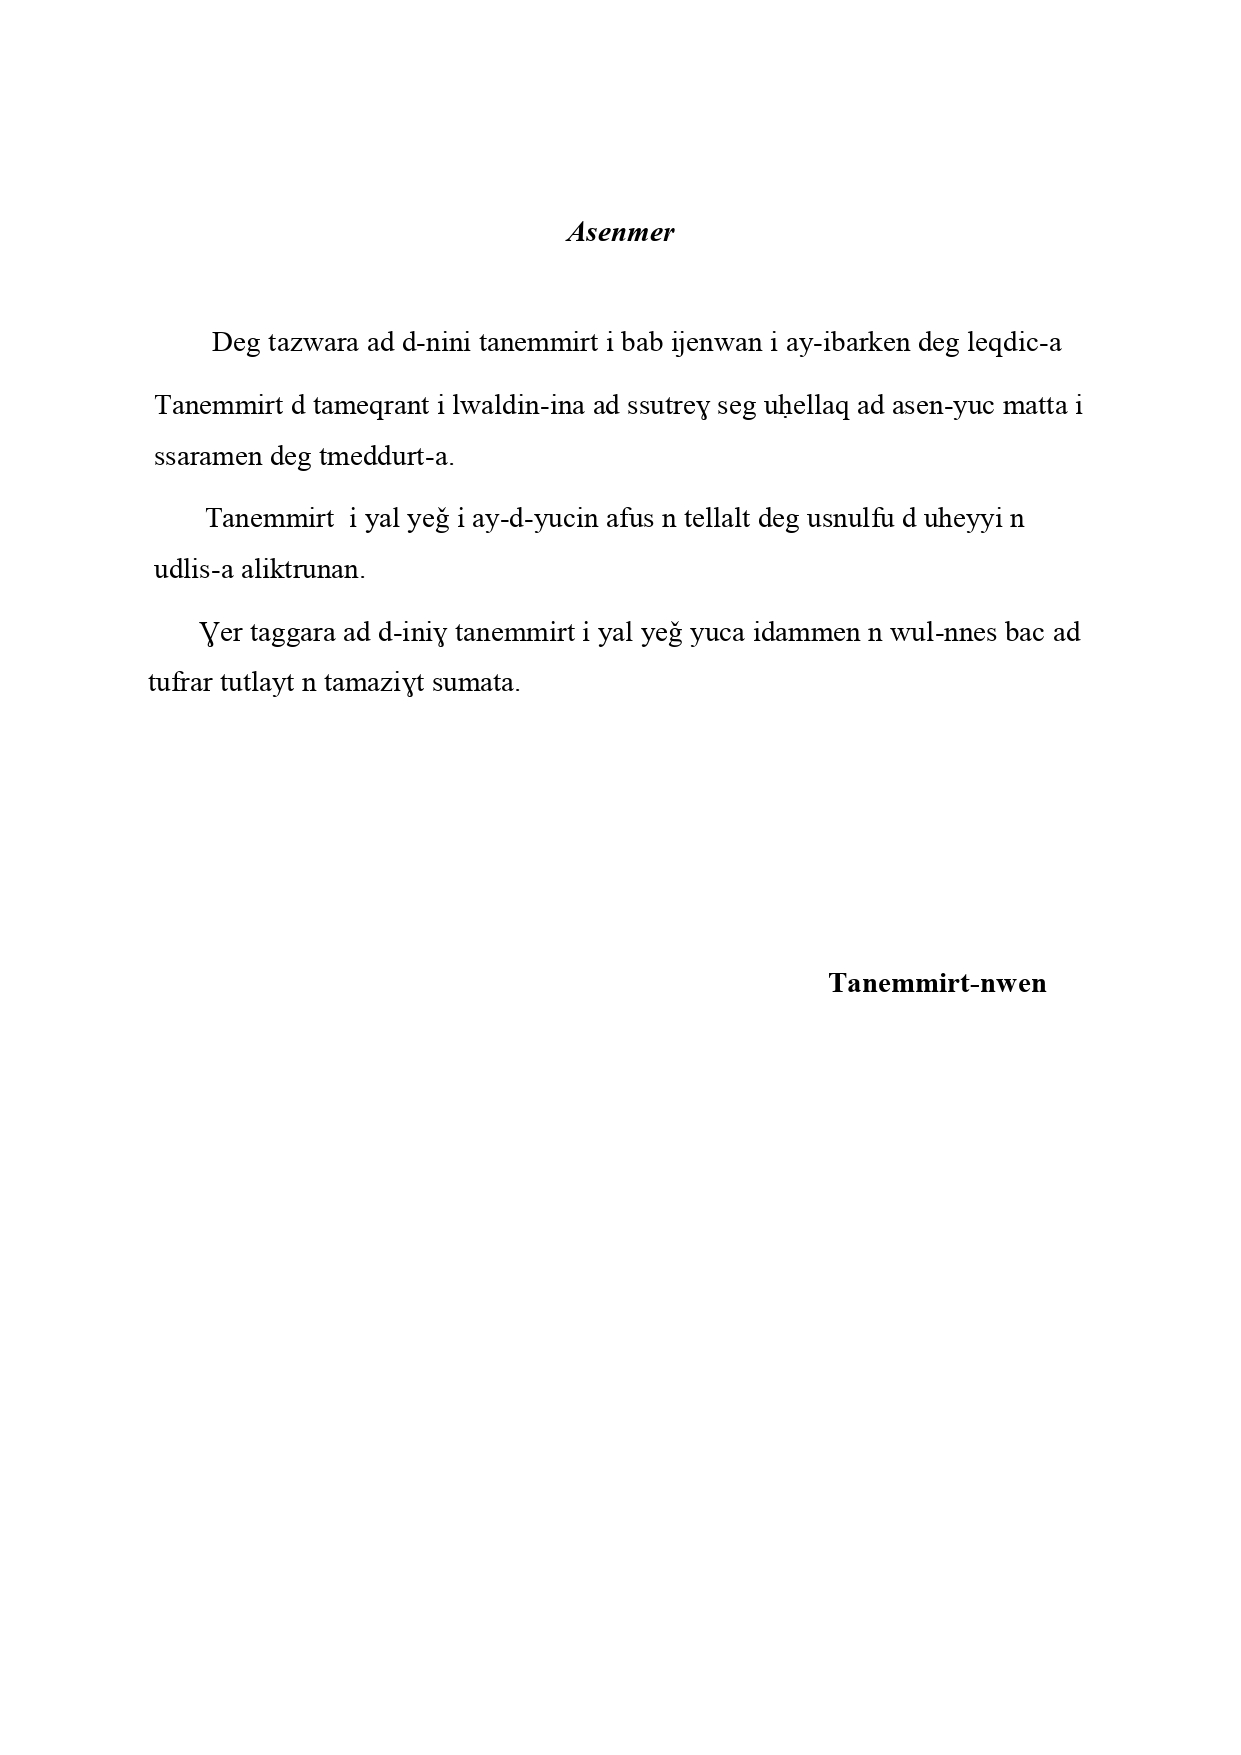 Asenmer
Deg tazwara ad d-nini tanemmirt i bab ijenwan i ay-ibarken deg leqdic-a
Tanemmirt d tameqrant i lwaldin-ina ad ssutreɣ seg uḥellaq ad asen-yuc matta i
ssaramen deg tmeddurt-a.
Tanemmirt  i yal yeǧ i ay-d-yucin afus n tellalt deg usnulfu d uheyyi n
udlis-a aliktrunan.
Ɣer taggara ad d-iniɣ tanemmirt i yal yeǧ yuca idammen n wul-nnes bac ad
tufrar tutlayt n tamaziɣt sumata.
Tanemmirt-nwen